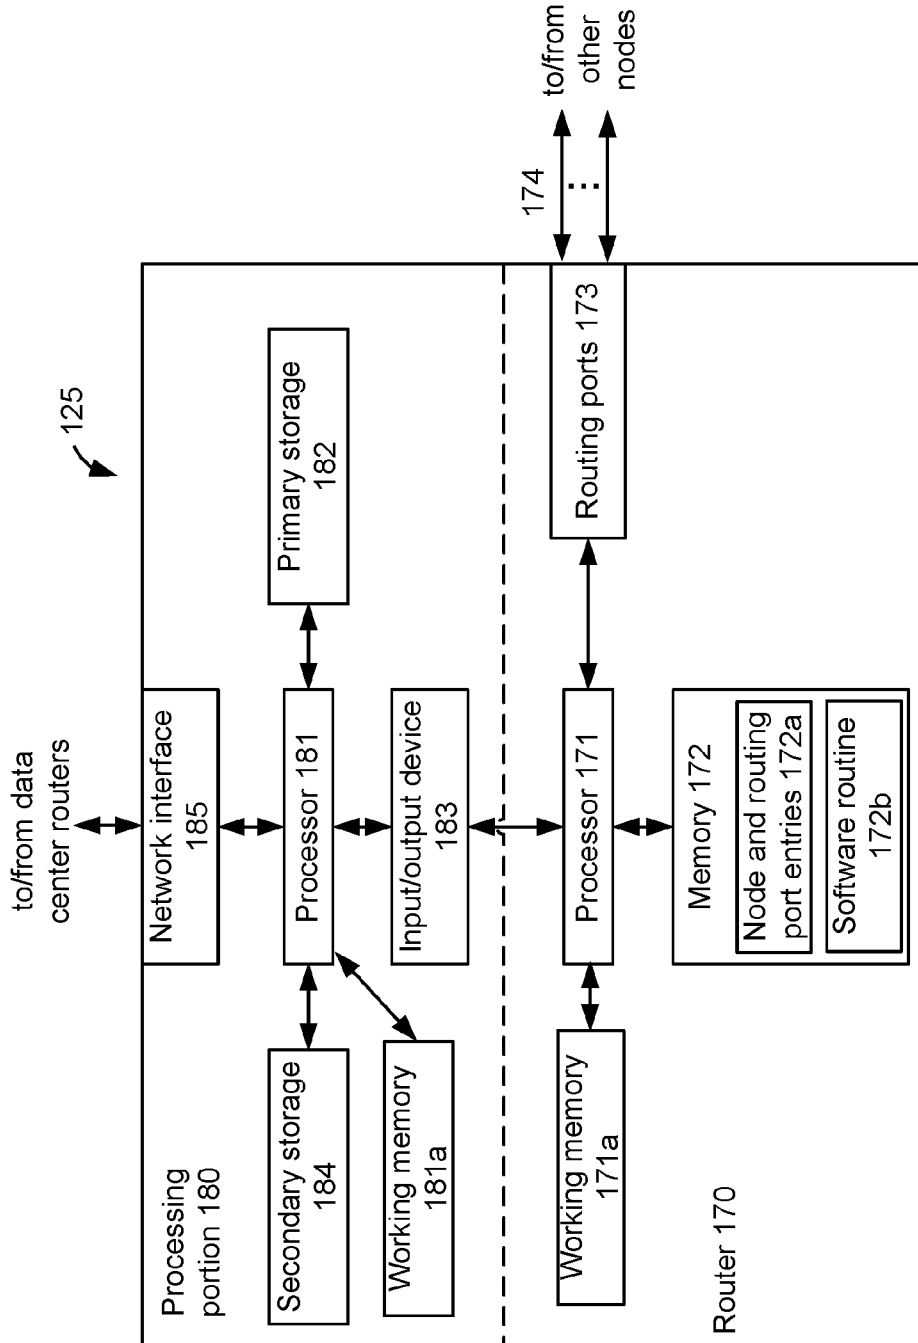 to/from data
center routers
125
Processing
portion 180
Network interface
185
Secondary storage
184
Processor 181
Primary storage
182
Working memory
181a
Input/output device
183
Working memory
171a
Processor 171
Routing ports 173
174
to/from
other
nodes
...
Router 170
Memory 172
Node and routing
port entries 172a
Software routine
172b